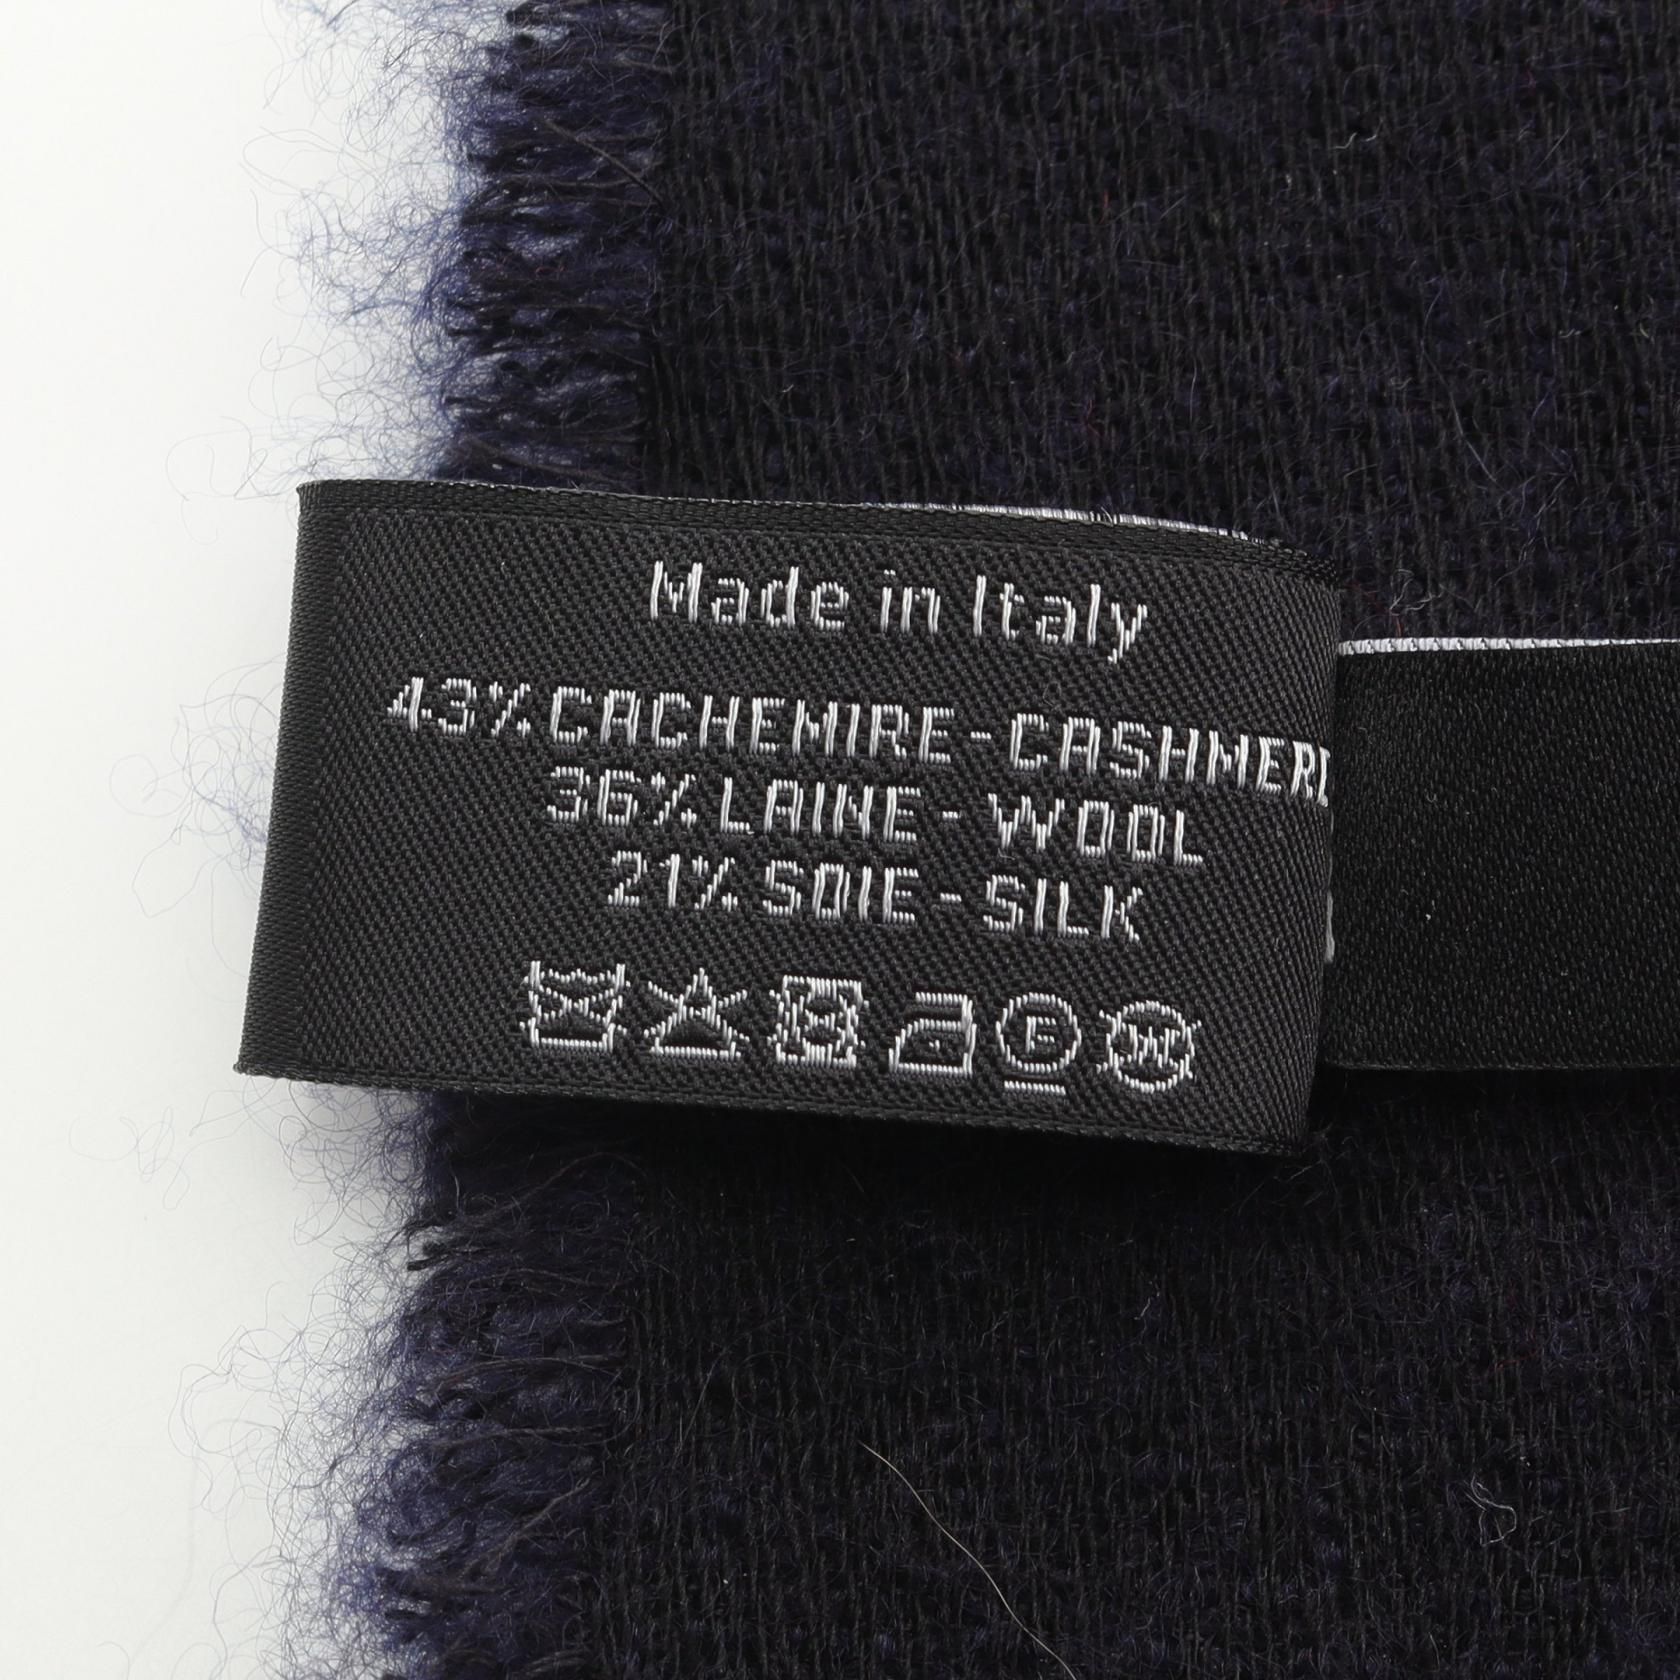 Made in Italy
43% CACHEMIRE-CASHMERE
36% LAINE - WOOL
21% SOIE - SILK
F
W